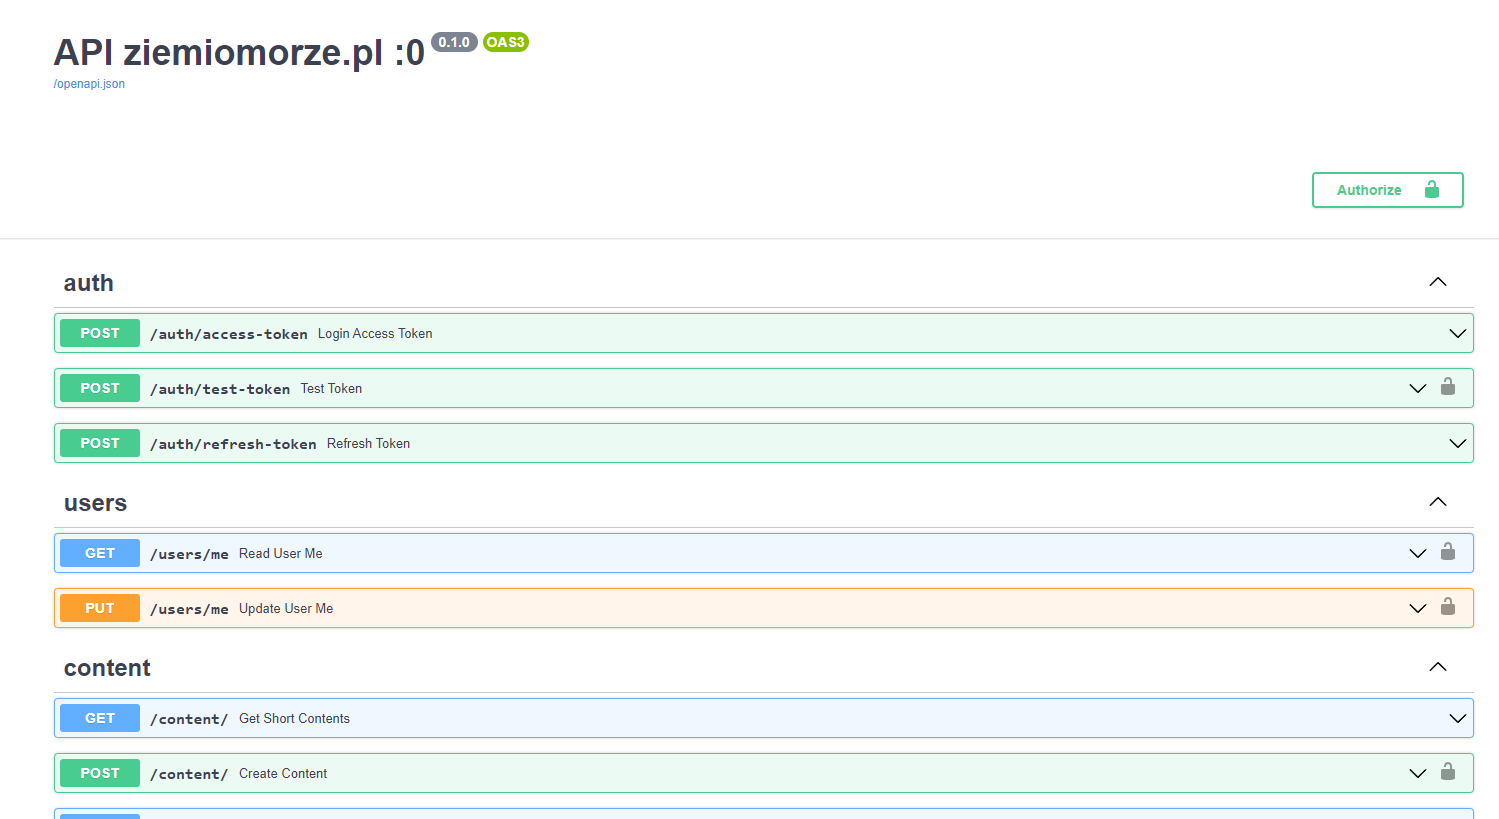 API ziemiomorze.pl :0 0.1.0 OAS3
/openapi.json
Authorize
auth
POST /auth/access-token Login Access Token
POST /auth/test-token Test Token
POST /auth/refresh-token Refresh Token
users
GET /users/me Read User Me
PUT /users/me Update User Me
content
GET /content/ Get Short Contents
POST /content/ Create Content